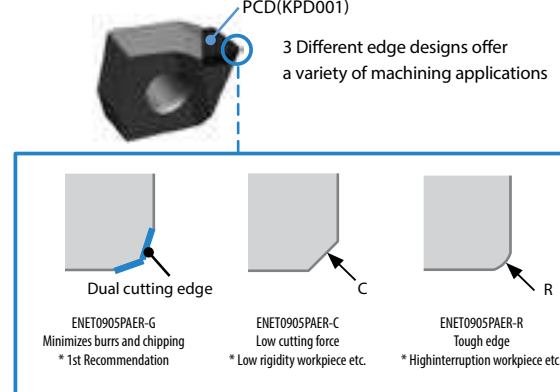 PCD(KPD001)
3 Different edge designs offer
a variety of machining applications
Dual cutting edge
C
R
ENET0905PAER-G
Minimizes burrs and chipping
* 1st Recommendation
ENET0905PAER-C
Low cutting force
* Low rigidity workpiece etc.
ENET0905PAER-R
Tough edge
* Highinterruption workpiece etc.